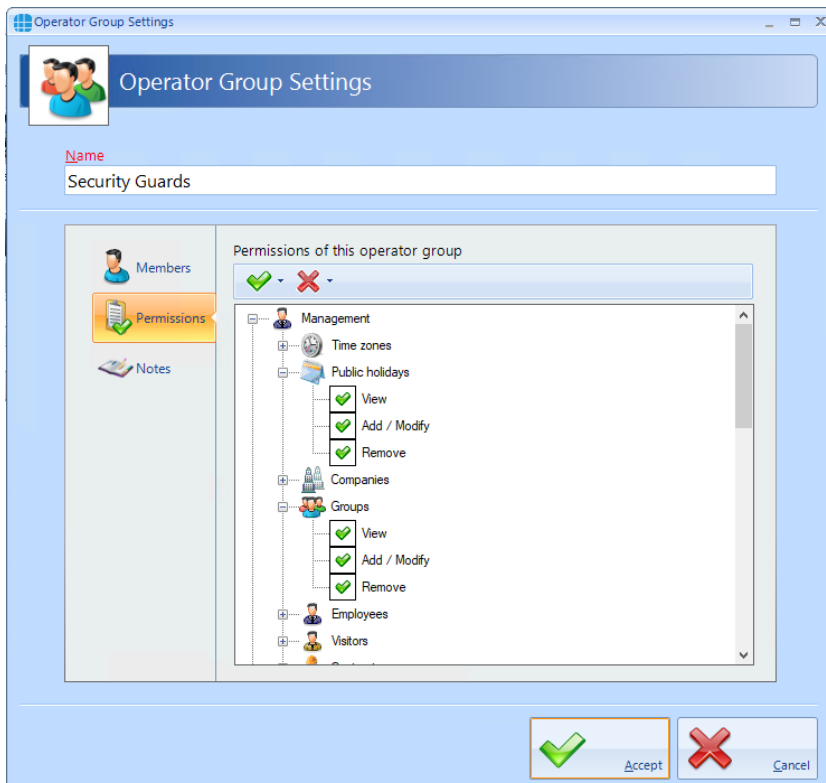 Operator Group Settings
Operator Group Settings
Name
Security Guards
Members
Permissions
Notes
Permissions of this operator group
Management
Time zones
Public holidays
View
Add / Modify
Remove
Companies
Groups
View
Add / Modify
Remove
Employees
Visitors
Accept
Cancel